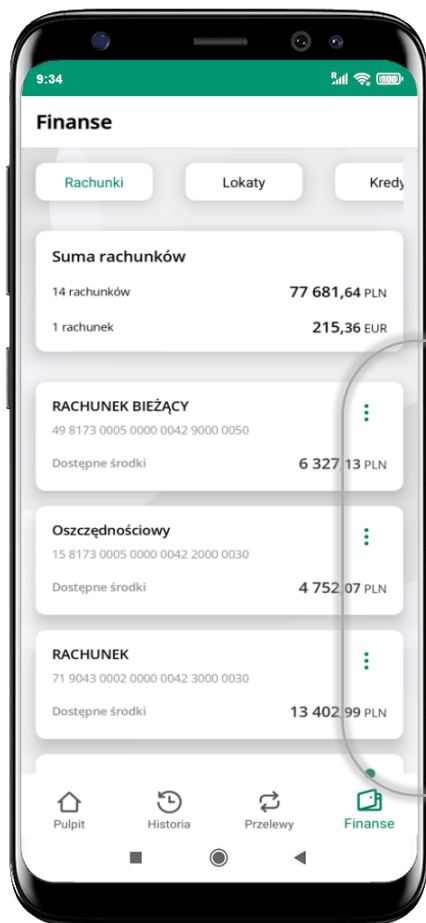 9:34
R
100
Finanse
Rachunki
Lokaty
Kredy
Suma rachunków
14 rachunków
77 681,64 PLN
1 rachunek
215,36 EUR
RACHUNEK BIEŻĄCY
49 8173 0005 0000 0042 9000 0050
Dostępne środki
6 327,13 PLN
Oszczędnościowy
15 8173 0005 0000 0042 2000 0030
Dostępne środki
4 752,07 PLN
RACHUNEK
71 9043 0002 0000 0042 3000 0030
Dostępne środki
13 402,99 PLN
Pulpit
Historia
Przelewy
Finanse